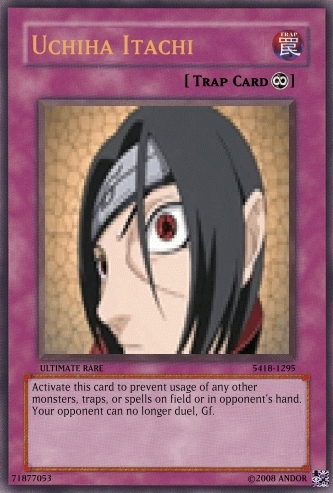 Uchiha Itachi
TRAP
罠
[ Trap Card ]
ULTIMATE RARE 5418-1295
Activate this card to prevent usage of any other
monsters, traps, or spells on field or in opponent's hand.
Your opponent can no longer duel, Gf.
71877053 ©2008 ANDOR